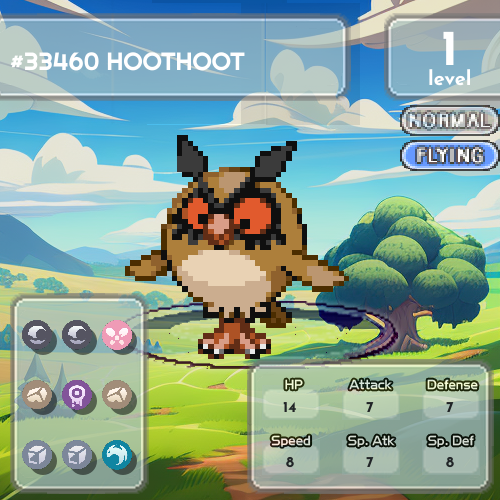 #33460 HOOTHOOT
1
level
NORMAL
FLYING
HP Attack Defense
14 7 7
Speed Sp. Atk Sp. Def
8 7 8